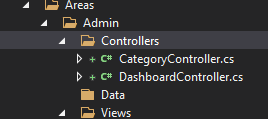 Areas
Admin
Controllers
+ C# CategoryController.cs
+ C# DashboardController.cs
Data
Views